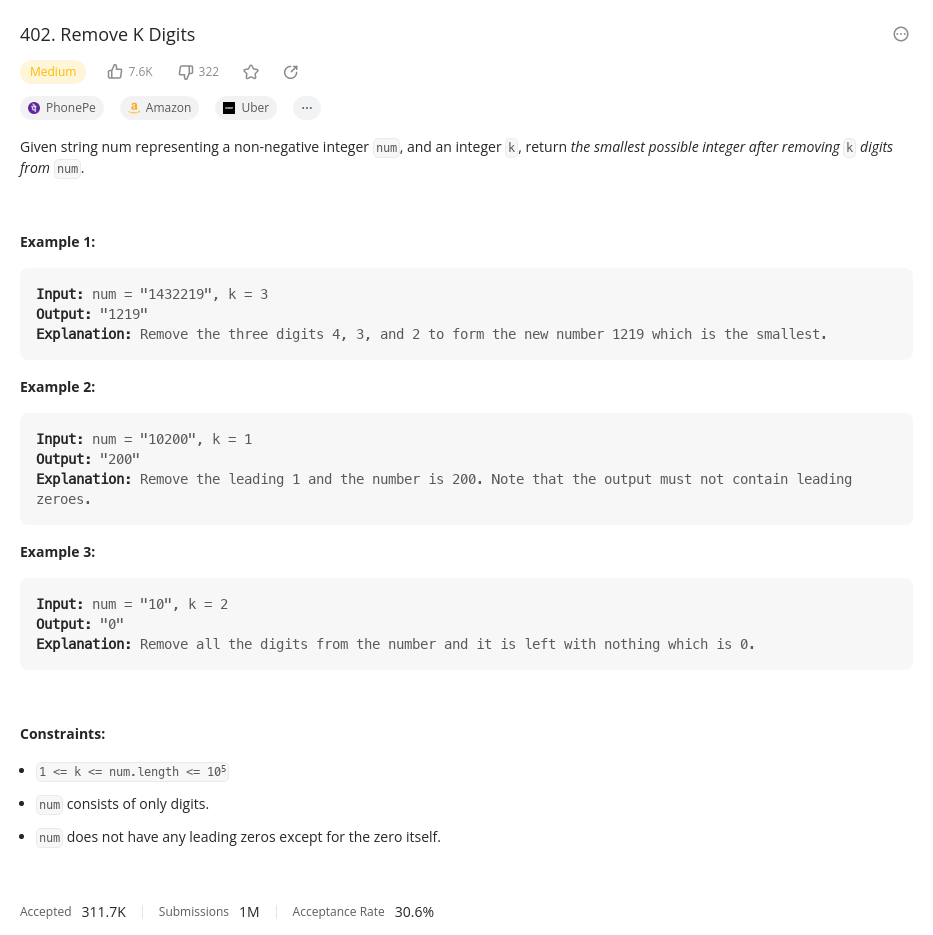 402. Remove K Digits
Medium 7.6K 322
PhonePe Amazon Uber ...
Given string num representing a non-negative integer num, and an integer k, return the smallest possible integer after removing k digits
from num.
Example 1:
Input: num = "1432219", k = 3
Output: "1219"
Explanation: Remove the three digits 4, 3, and 2 to form the new number 1219 which is the smallest.
Example 2:
Input: num = "10200", k = 1
Output: "200"
Explanation: Remove the leading 1 and the number is 200. Note that the output must not contain leading
zeroes.
Example 3:
Input: num = "10", k = 2
Output: "0"
Explanation: Remove all the digits from the number and it is left with nothing which is 0.
Constraints:
• 1 <= k <= num.length <= 10⁵
• num consists of only digits.
• num does not have any leading zeros except for the zero itself.
Accepted 311.7K Submissions 1M Acceptance Rate 30.6%